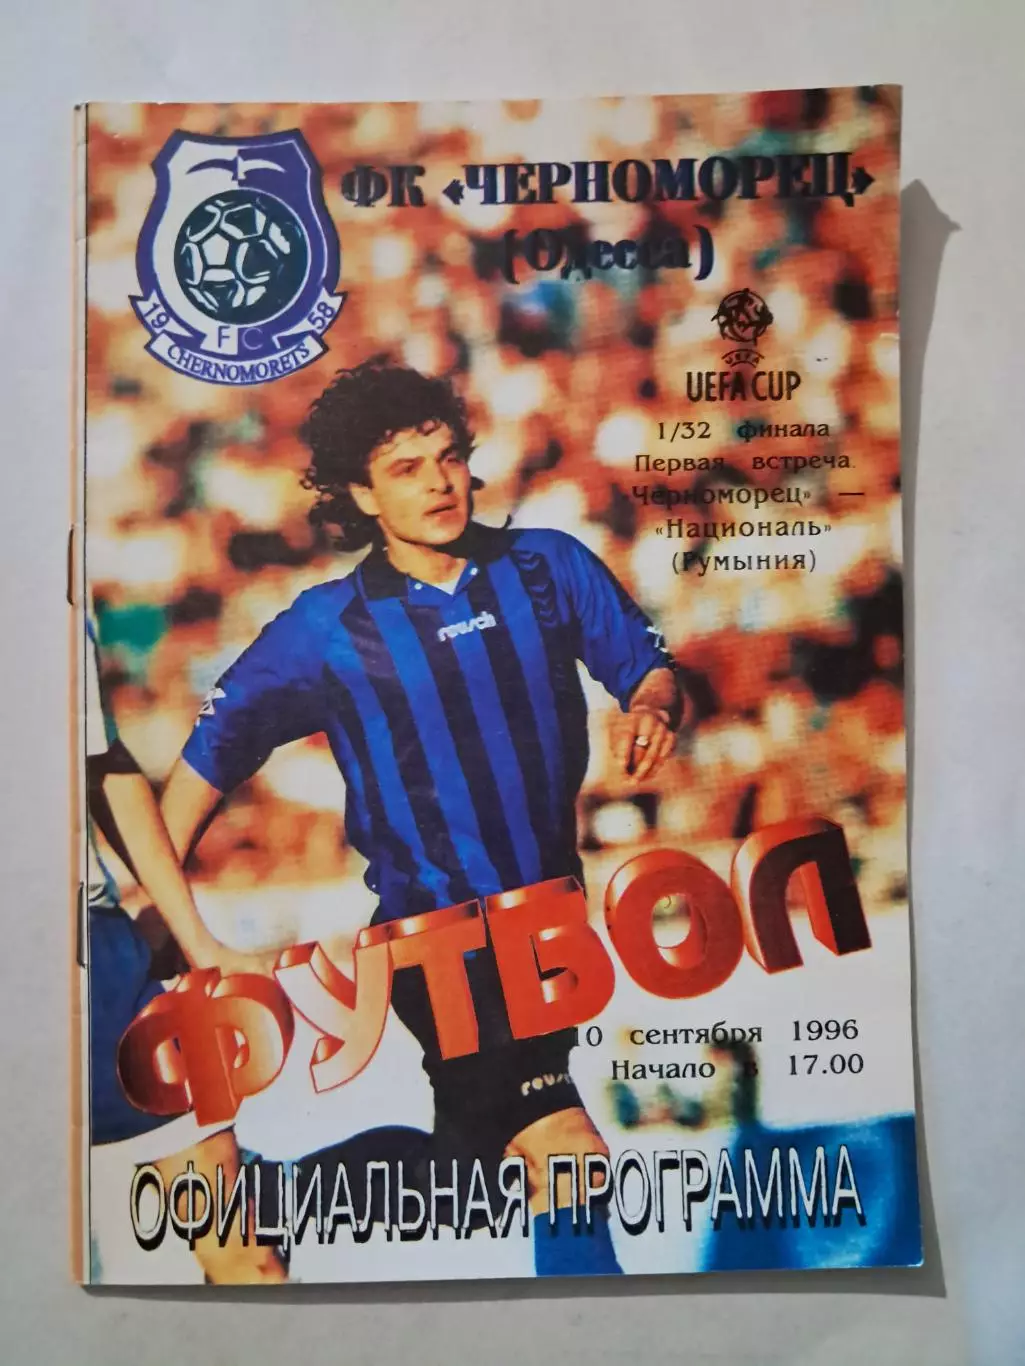 ФК «ЧЕРНОМОРЕЦ»
(Одесса)
19 FC 58
CHERNOMORETS
UEFA
UEFA CUP
1/32 финала
Первая встреча.
Черноморец» —
«Националь»
(Румыния)
reusch
ФУТБОЛ
10 сентября 1996
Начало в 17.00
reusch
ОФИЦИАЛЬНАЯ ПРОГРАММА